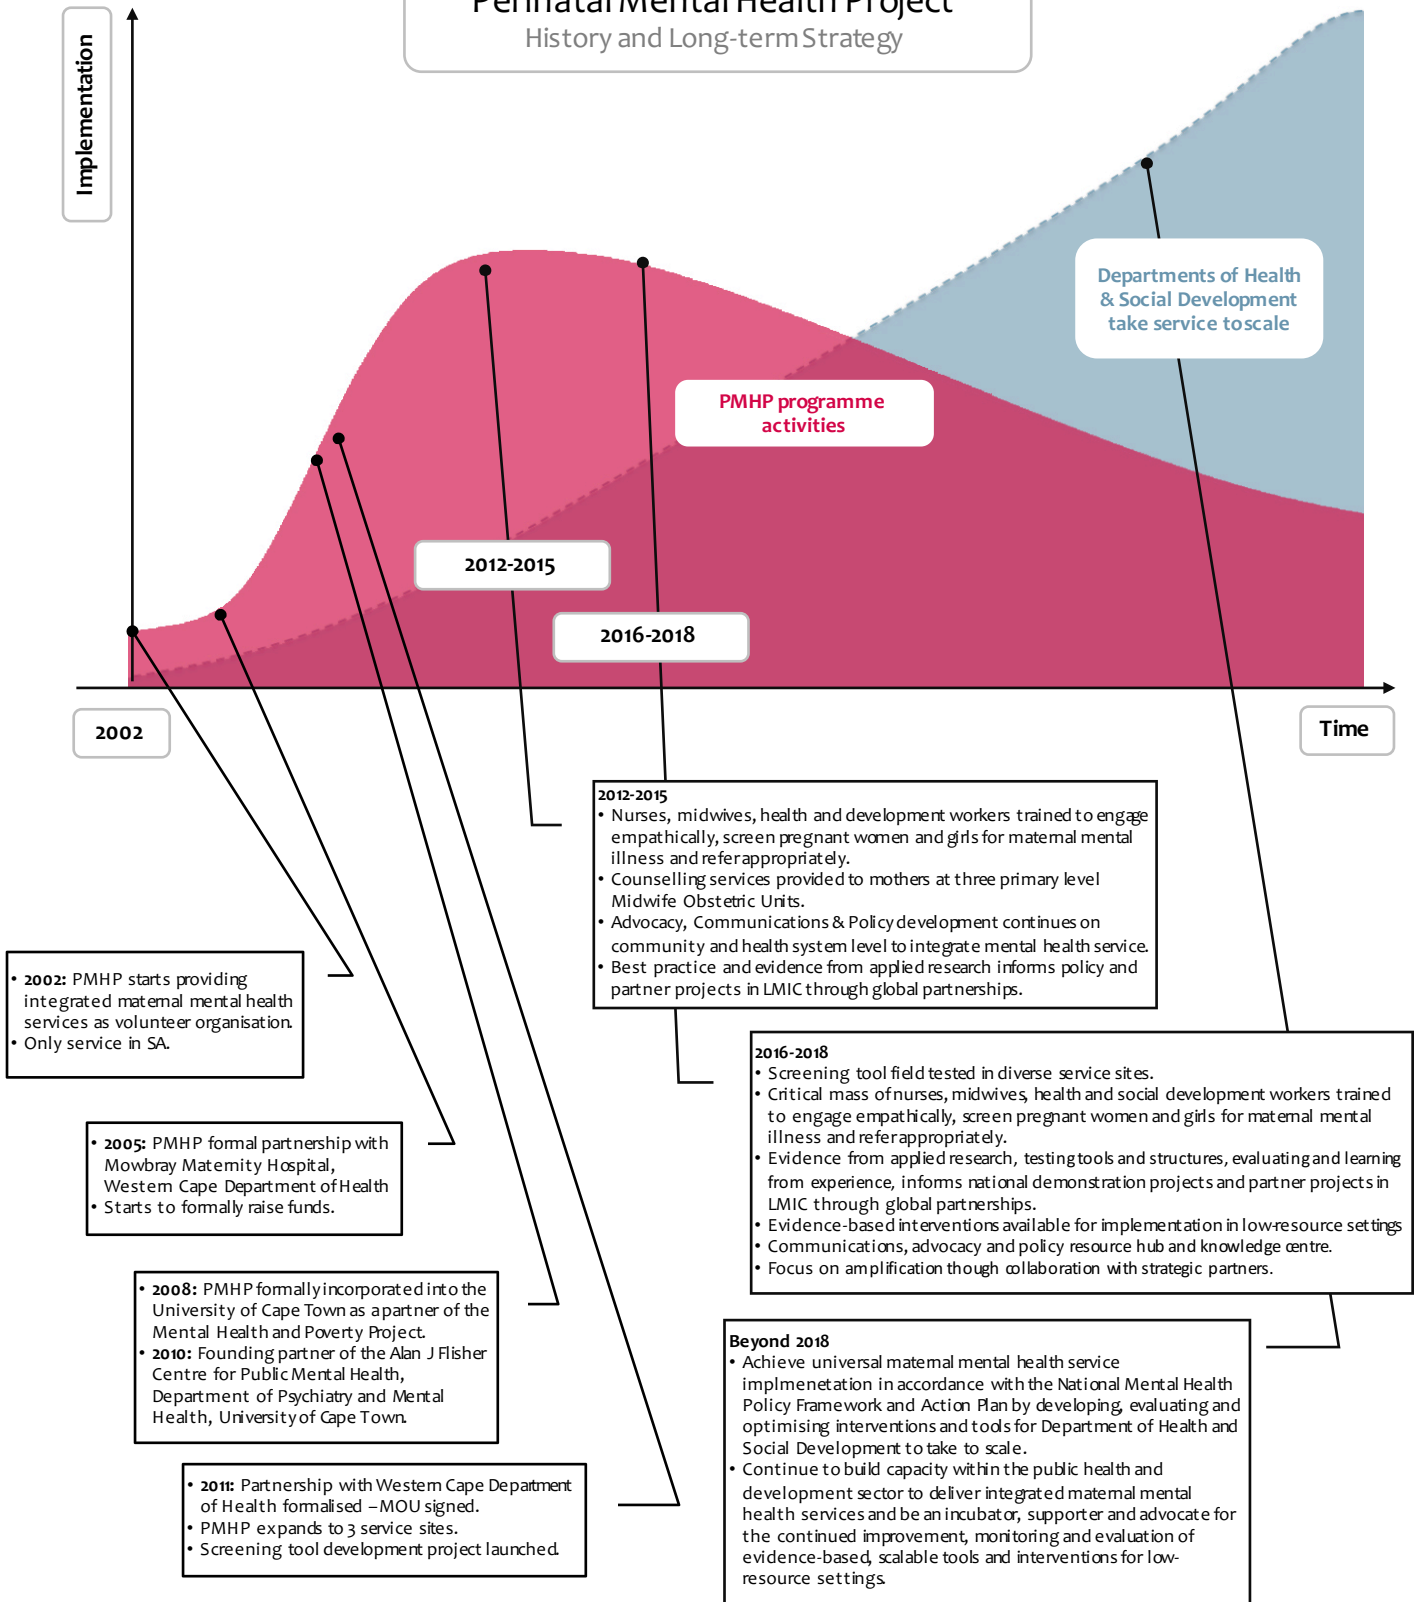 Perinatal Mental Health Project
History and Long-term Strategy
Implementation
Departments of Health
& Social Development
take service to scale
PMHP programme
activities
2012-2015
2016-2018
2002
Time
2012-2015
• Nurses, midwives, health and development workers trained to engage
empathically, screen pregnant women and girls for maternal mental
illness and refer appropriately.
• Counselling services provided to mothers at three primary level
Midwife Obstetric Units.
• Advocacy, Communications & Policy development continues on
community and health system level to integrate mental health service.
• Best practice and evidence from applied research informs policy and
partner projects in LMIC through global partnerships.
• 2002: PMHP starts providing
integrated maternal mental health
services as volunteer organisation.
• Only service in SA.
2016-2018
• Screening tool field tested in diverse service sites.
• Critical mass of nurses, midwives, health and social development workers trained
to engage empathically, screen pregnant women and girls for maternal mental
illness and refer appropriately.
• Evidence from applied research, testing tools and structures, evaluating and learning
from experience, informs national demonstration projects and partner projects in
LMIC through global partnerships.
• Evidence-based interventions available for implementation in low-resource settings
• Communications, advocacy and policy resource hub and knowledge centre.
• Focus on amplification though collaboration with strategic partners.
• 2005: PMHP formal partnership with
Mowbray Maternity Hospital,
Western Cape Department of Health
• Starts to formally raise funds.
• 2008: PMHP formally incorporated into the
University of Cape Town as a partner of the
Mental Health and Poverty Project.
• 2010: Founding partner of the Alan J Flisher
Centre for Public Mental Health,
Department of Psychiatry and Mental
Health, University of Cape Town.
Beyond 2018
• Achieve universal maternal mental health service
implmenetation in accordance with the National Mental Health
Policy Framework and Action Plan by developing, evaluating and
optimising interventions and tools for Department of Health and
Social Development to take to scale.
• Continue to build capacity within the public health and
development sector to deliver integrated maternal mental
health services and be an incubator, supporter and advocate for
the continued improvement, monitoring and evaluation of
evidence-based, scalable tools and interventions for low-
resource settings.
• 2011: Partnership with Western Cape Department
of Health formalised – MOU signed.
• PMHP expands to 3 service sites.
• Screening tool development project launched.